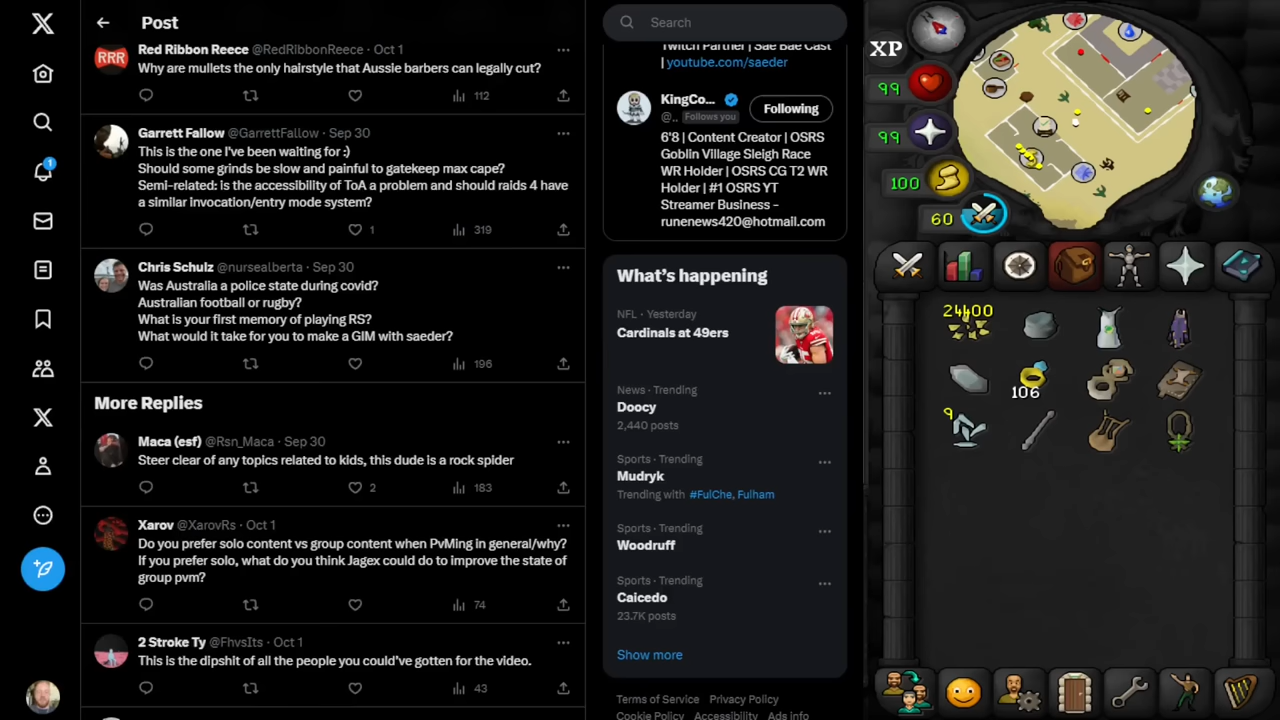 Post
Red Ribbon Reece @RedRIbbonReece · Oct 1
Why are mullets the only hairstyle that Aussie barbers can legally cut?
112
Garrett Fallow @GarrettFallow · Sep 30
This is the one I've been waiting for :)
Should some grinds be slow and painful to gatekeep max cape?
Semi-related: is the accessibility of ToA a problem and should raids 4 have
a similar invocation/entry mode system?
1
319
Chris Schulz @nursealberta · Sep 30
Was Australia a police state during covid?
Australian football or rugby?
What is your first memory of playing RS?
What would it take for you to make a GIM with saeder?
196
More Replies
Maca (esf) @Rsn_Maca · Sep 30
Steer clear of any topics related to kids, this dude is a rock spider
2
183
Xarov @XarovRs · Oct 1
Do you prefer solo content vs group content when PvMing in general/why?
If you prefer solo, what do you think Jagex could do to improve the state of
group pvm?
74
2 Stroke Ty @FhvsIts · Oct 1
This is the dipshIt of all the people you could've gotten for the video.
43
1
RRR
Search
Twitch Partner | Sae Bae Cast
| youtube.com/saeder
KingCo...
@.. Follows you
Following
6'8 | Content Creator | OSRS
Goblin Village Sleigh Race
WR Holder | OSRS CG T2 WR
Holder | #1 OSRS YT
Streamer Business -
runenews420@hotmail.com
What's happening
NFL · Yesterday
Cardinals at 49ers
News · Trending
Doocy
2,440 posts
Sports · Trending
Mudryk
Trending with #FulChe, Fulham
Sports · Trending
Woodruff
Sports · Trending
Caicedo
23.7K posts
Show more
Terms of Service Privacy Policy
Cookie Policy Accessibility Ads info
XP
99
99
100
60
24400
106
9